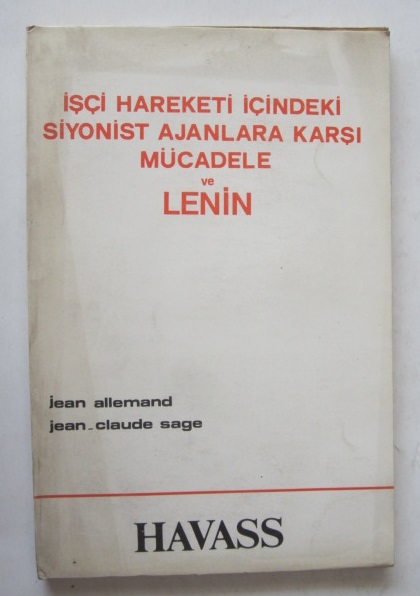 İŞÇİ HAREKETİ İÇİNDEKİ
SİYONİST AJANLARA KARŞI
MÜCADELE
ve
LENİN
jean allemand
jean-claude sage
HAVASS